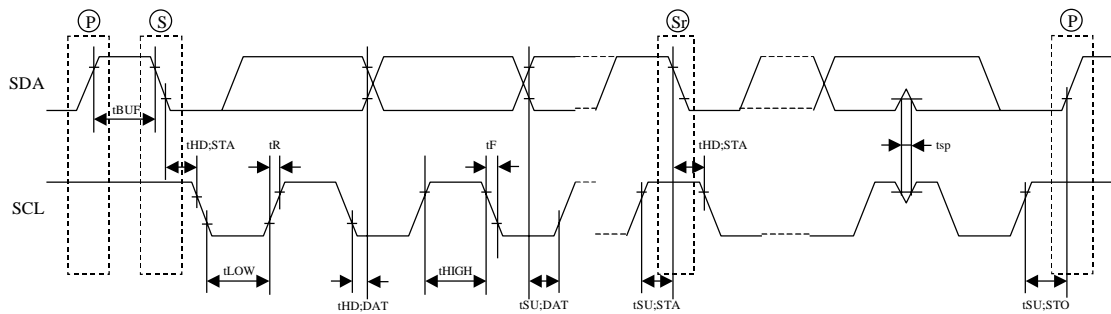 P S Sr P
SDA
tBUF
tHD;STA tR tF tHD;STA tsp
SCL
tLOW tHIGH
tHD;DAT tSU;DAT tSU;STA tSU;STO